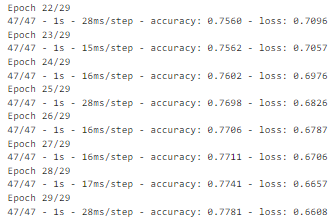 Epoch 22/29
47/47 - 1s - 28ms/step - accuracy: 0.7560 - loss: 0.7096
Epoch 23/29
47/47 - 1s - 15ms/step - accuracy: 0.7562 - loss: 0.7057
Epoch 24/29
47/47 - 1s - 16ms/step - accuracy: 0.7602 - loss: 0.6976
Epoch 25/29
47/47 - 1s - 28ms/step - accuracy: 0.7698 - loss: 0.6826
Epoch 26/29
47/47 - 1s - 16ms/step - accuracy: 0.7706 - loss: 0.6787
Epoch 27/29
47/47 - 1s - 16ms/step - accuracy: 0.7711 - loss: 0.6706
Epoch 28/29
47/47 - 1s - 17ms/step - accuracy: 0.7741 - loss: 0.6657
Epoch 29/29
47/47 - 1s - 28ms/step - accuracy: 0.7781 - loss: 0.6608